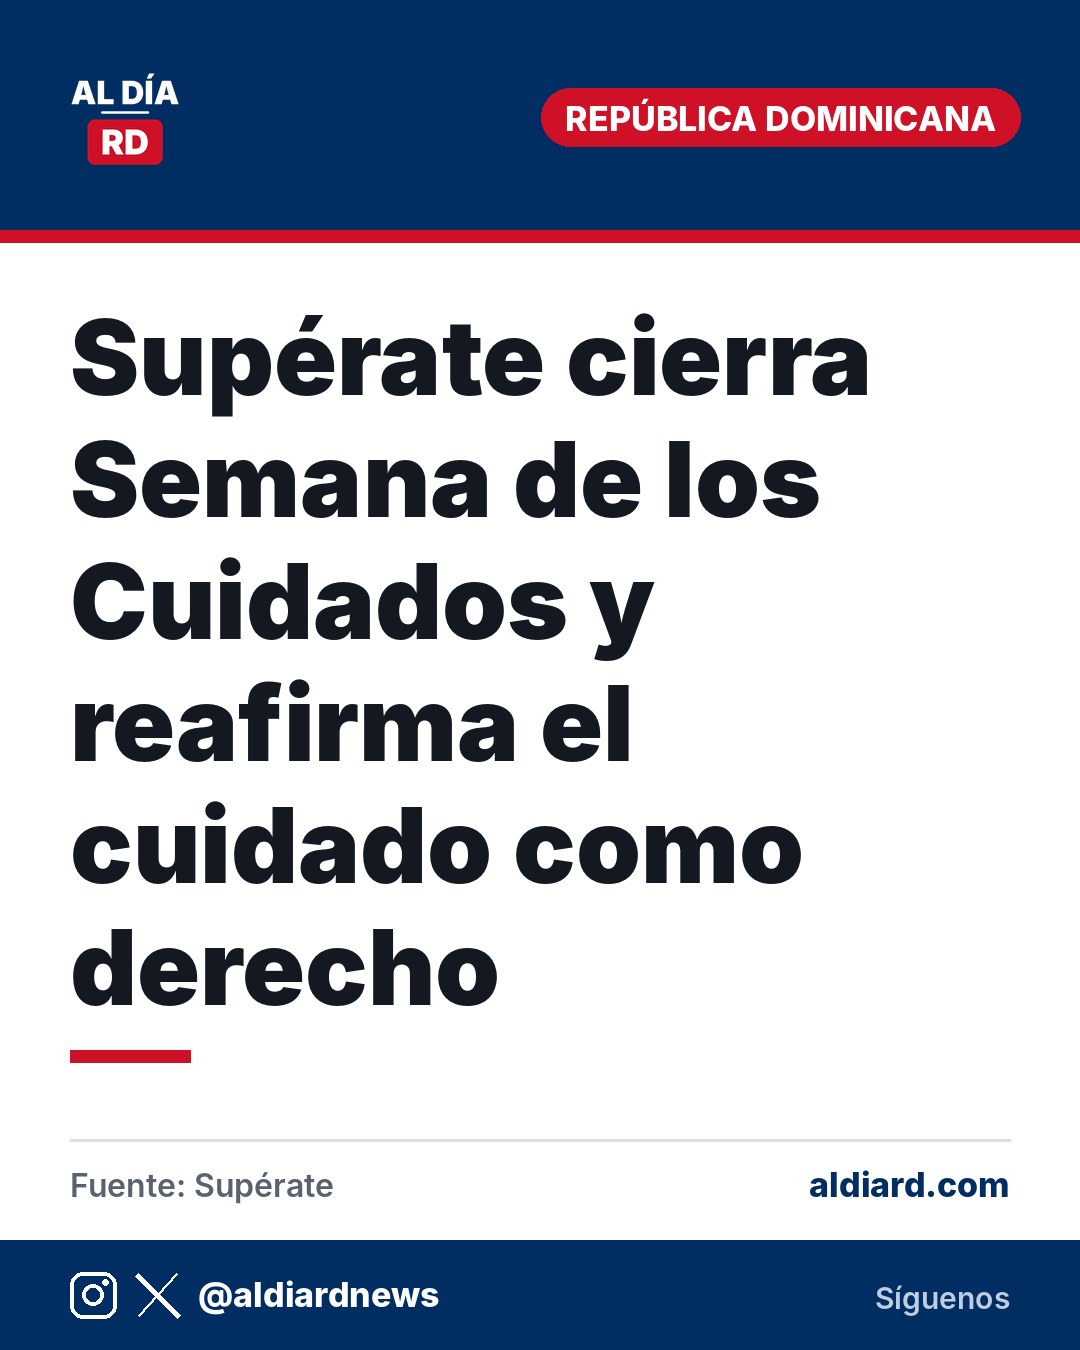 AL DÍA
RD
REPÚBLICA DOMINICANA
Supérate cierra
Semana de los
Cuidados y
reafirma el
cuidado como
derecho
Fuente: Supérate
aldiard.com
@aldiardnews
Síguenos